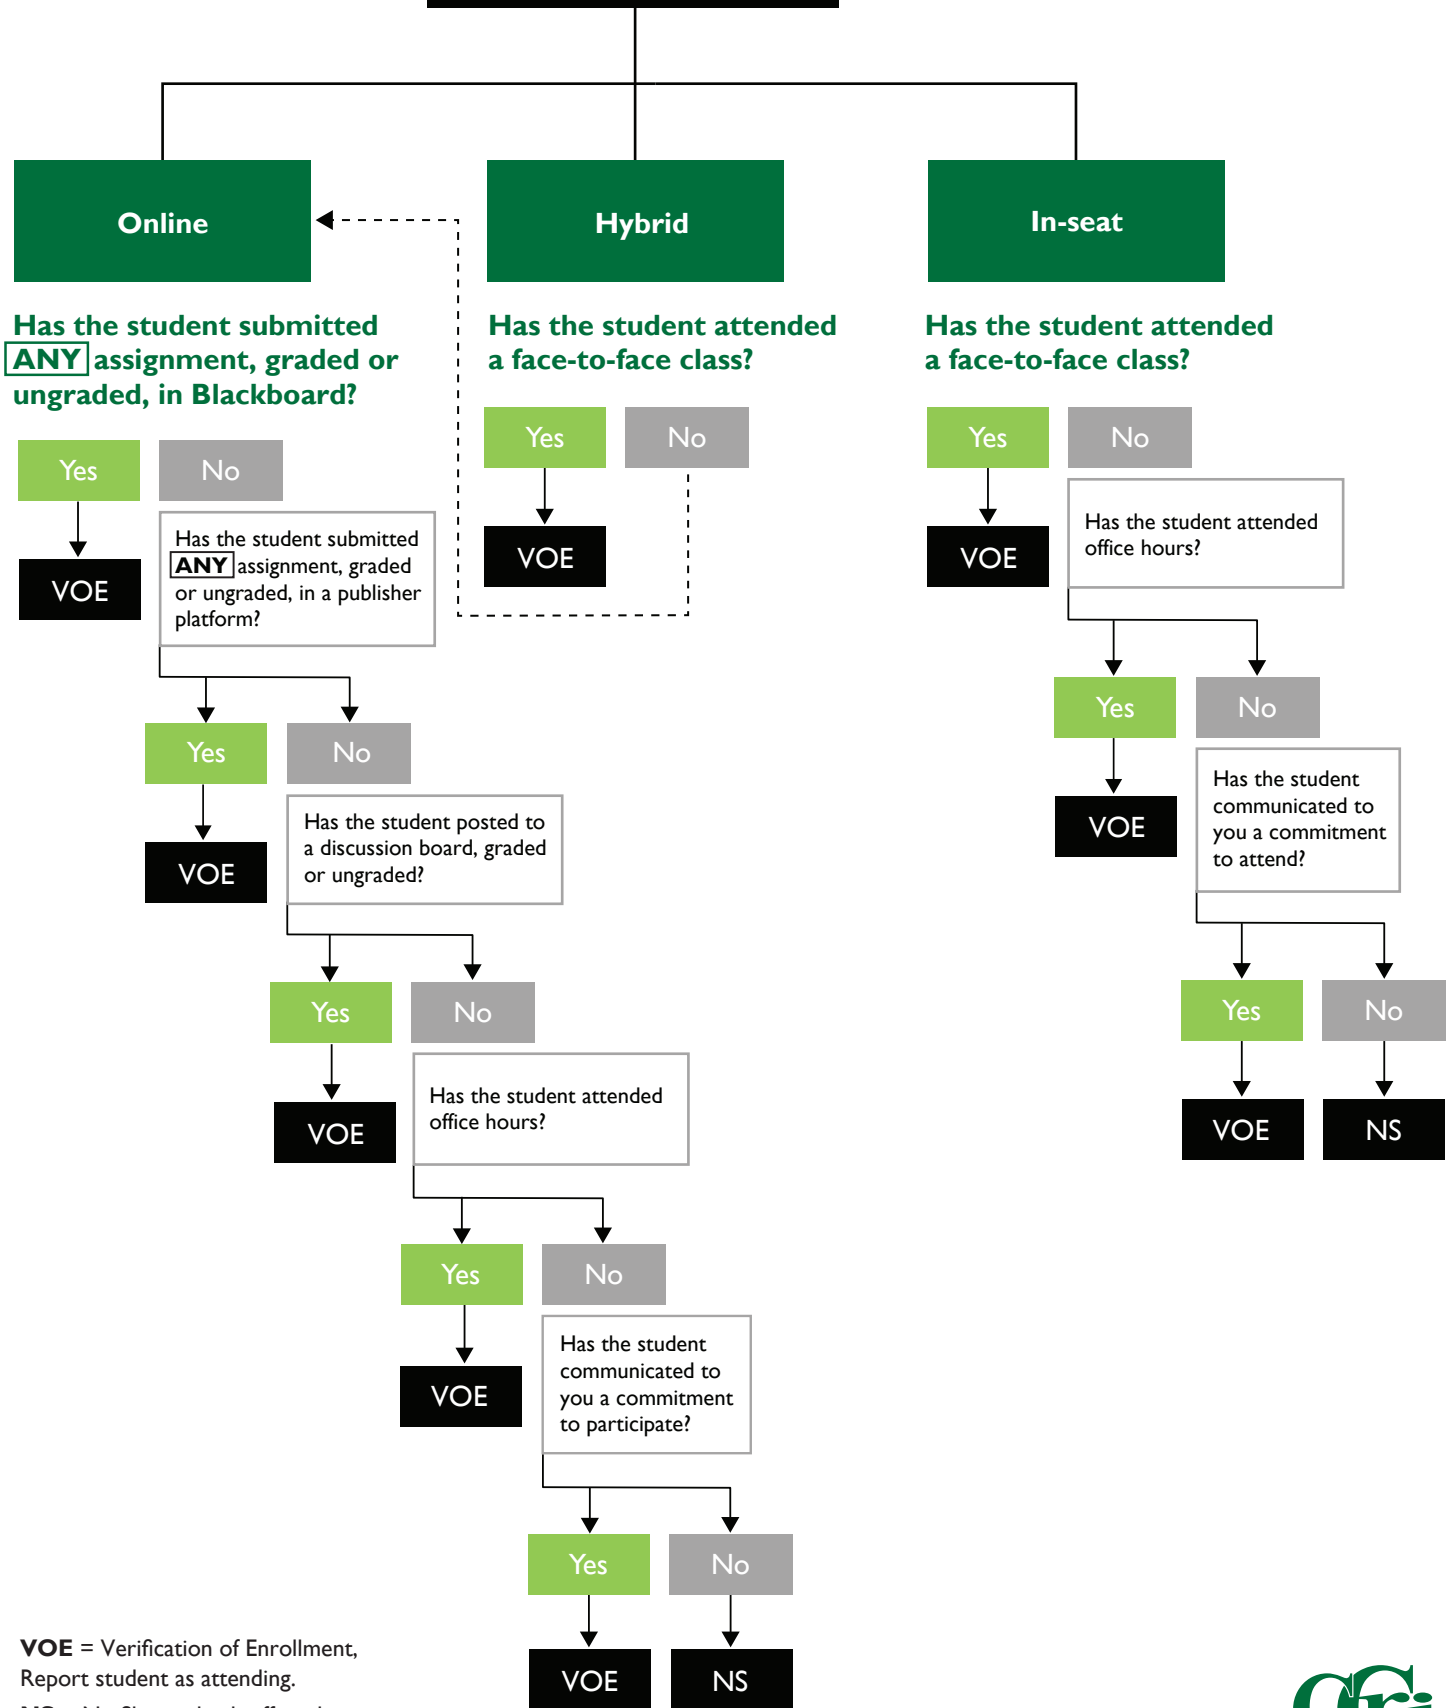 Online
Hybrid
In-seat
Has the student submitted
ANY assignment, graded or
ungraded, in Blackboard?
Yes
No
VOE
Has the student submitted
ANY assignment, graded
or ungraded, in a publisher
platform?
Yes
No
VOE
Has the student posted to
a discussion board, graded
or ungraded?
Yes
No
VOE
Has the student attended
office hours?
Yes
No
VOE
Has the student
communicated to
you a commitment
to participate?
Yes
No
VOE
NS
Has the student attended
a face-to-face class?
Yes
No
VOE
Has the student attended
a face-to-face class?
Yes
No
VOE
Has the student attended
office hours?
Yes
No
VOE
Has the student
communicated to
you a commitment
to attend?
Yes
No
VOE
NS
VOE = Verification of Enrollment,
Report student as attending.